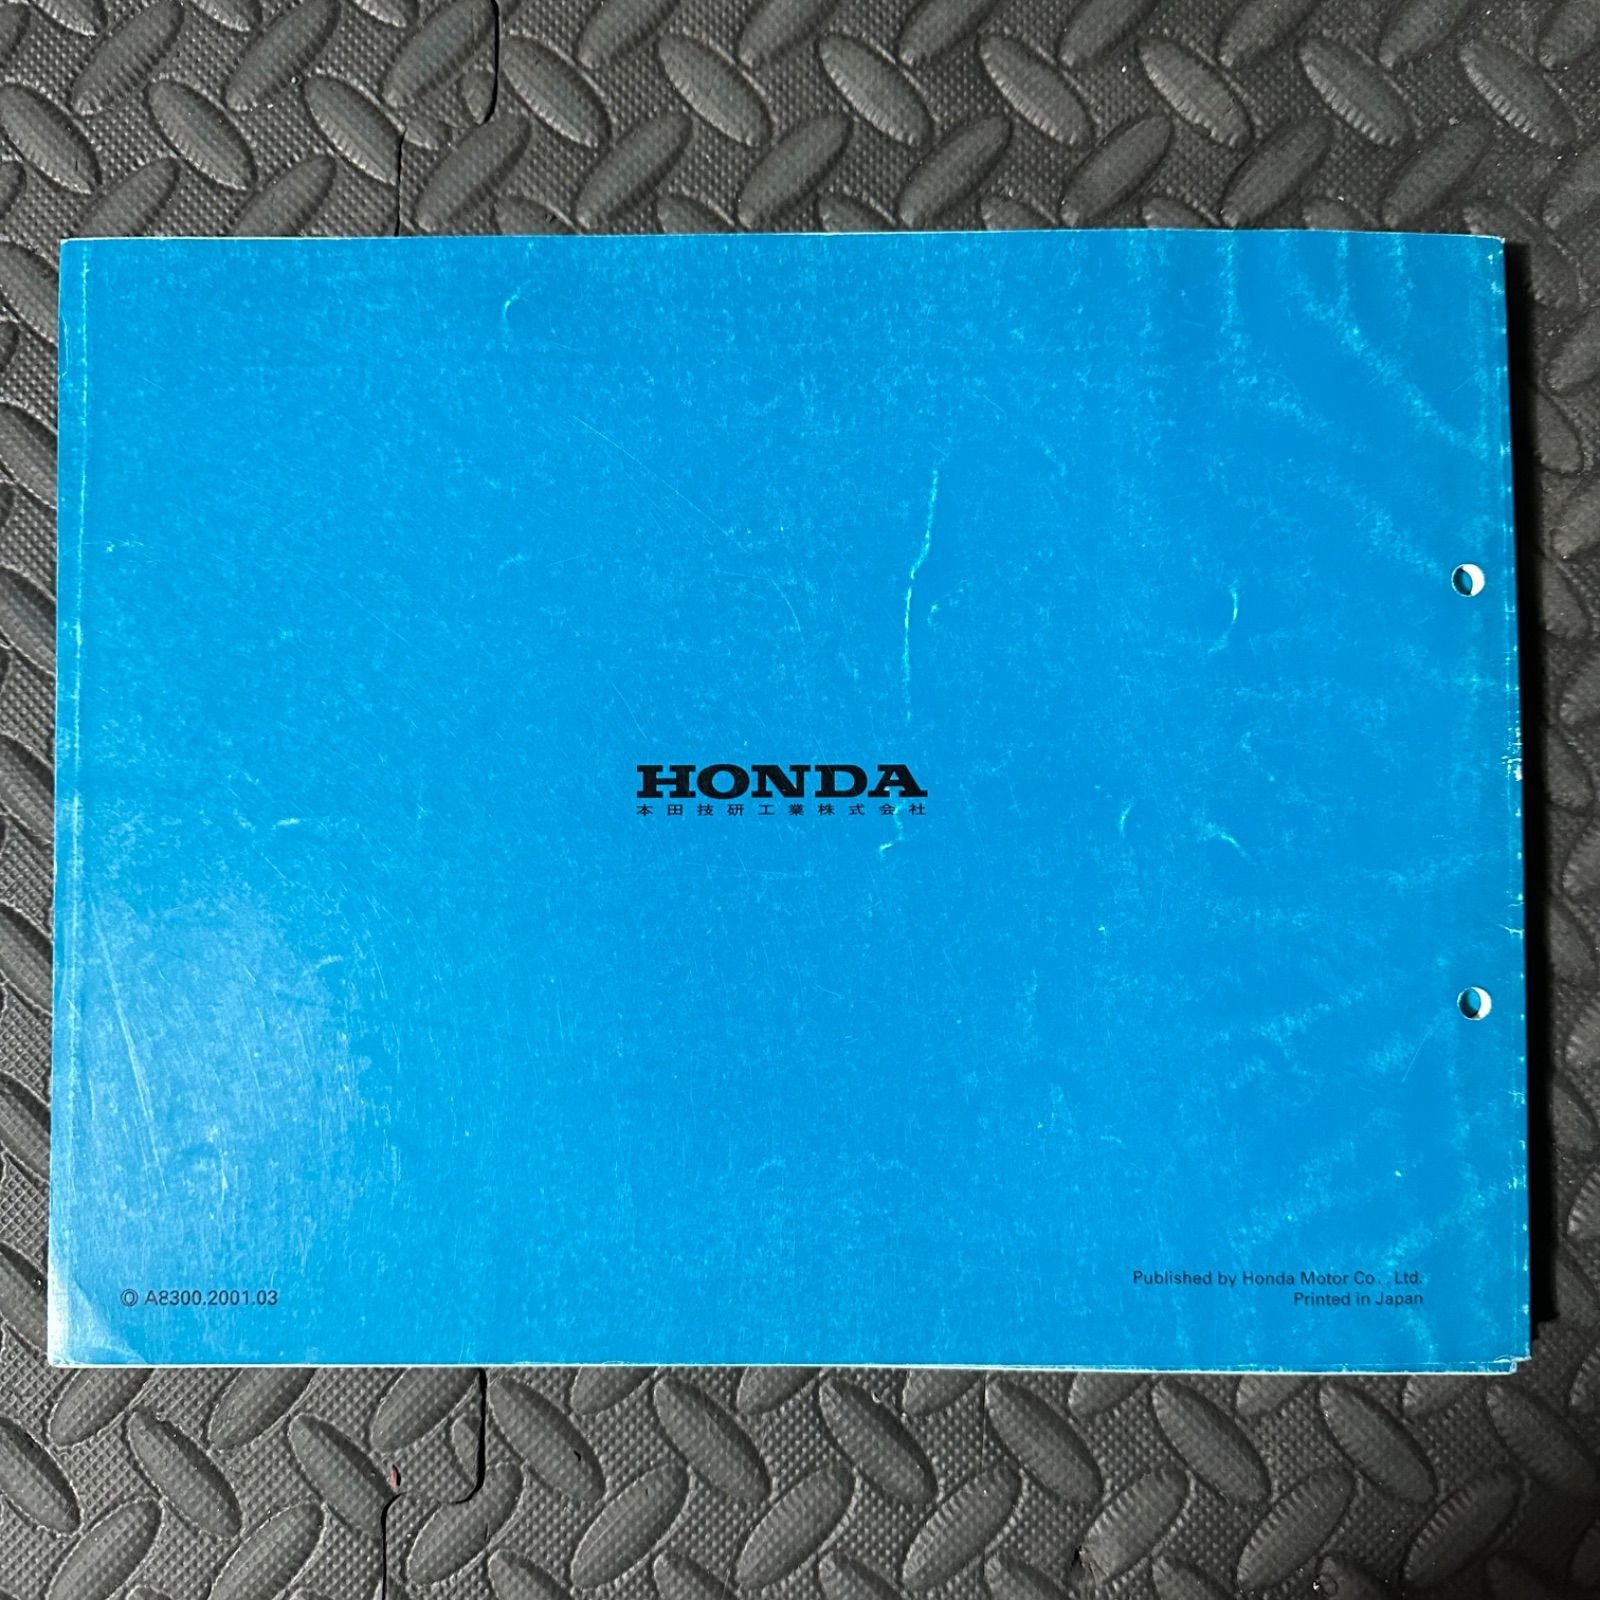 HONDA
本田技研工業株式会社
Ⓒ A8300.2001.03
Published by Honda Motor Co., Ltd.
Printed in Japan